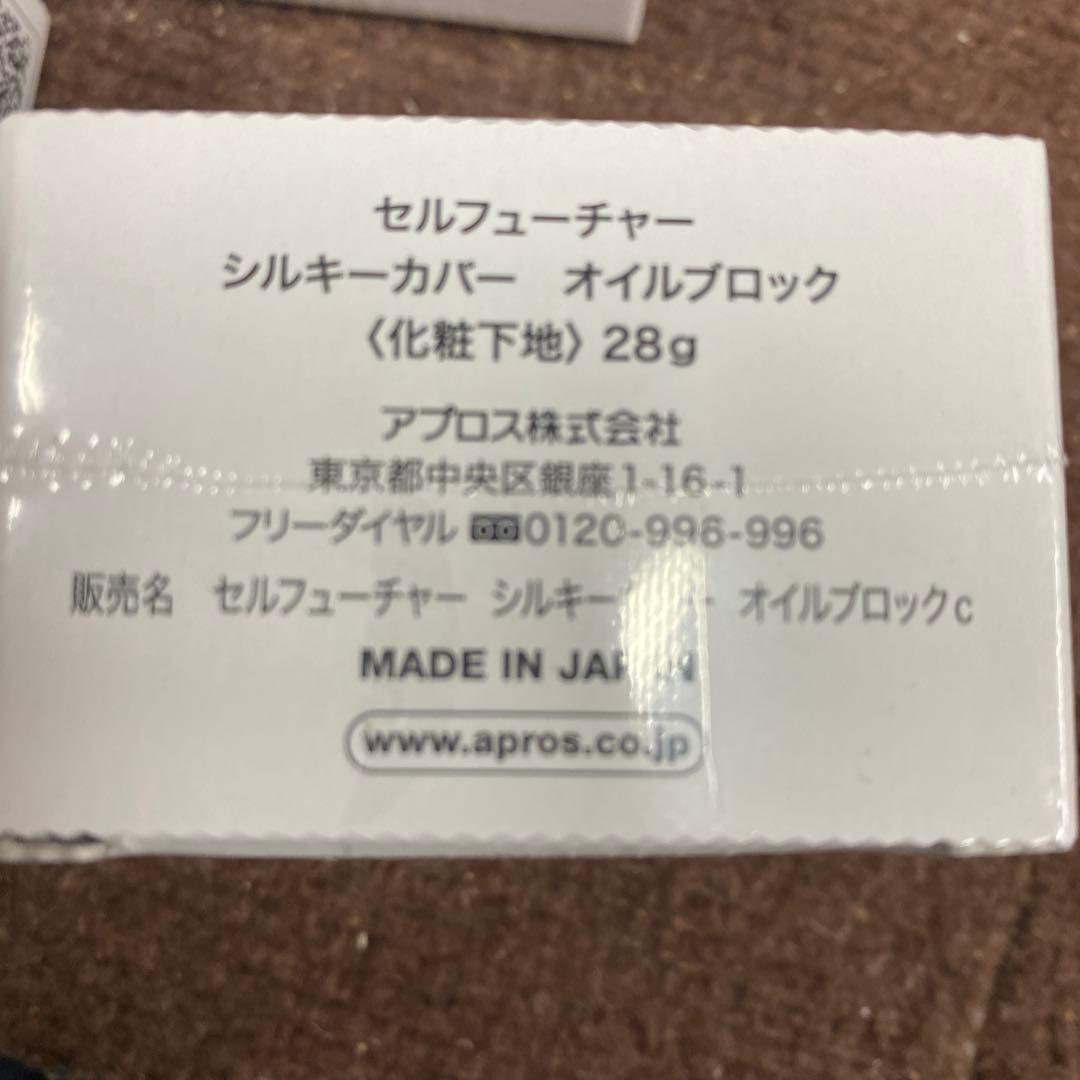 セルフューチャー
シルキーカバー　オイルブロック
〈化粧下地〉28g
アプロス株式会社
東京都中央区銀座1-16-1
フリーダイヤル 0120-996-996
販売名　セルフューチャー シルキー オイルブロックc
MADE IN JAPAN
www.apros.co.jp